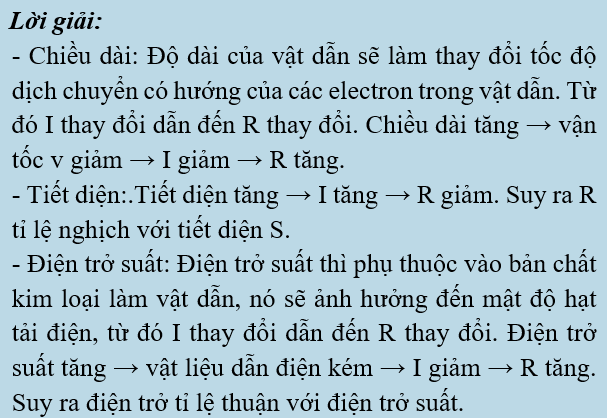 Lời giải:
- Chiều dài: Độ dài của vật dẫn sẽ làm thay đổi tốc độ
dịch chuyển có hướng của các electron trong vật dẫn. Từ
đó I thay đổi dẫn đến R thay đổi. Chiều dài tăng → vận
tốc v giảm → I giảm → R tăng.
- Tiết diện:.Tiết diện tăng → I tăng → R giảm. Suy ra R
tỉ lệ nghịch với tiết diện S.
- Điện trở suất: Điện trở suất thì phụ thuộc vào bản chất
kim loại làm vật dẫn, nó sẽ ảnh hưởng đến mật độ hạt
tải điện, từ đó I thay đổi dẫn đến R thay đổi. Điện trở
suất tăng → vật liệu dẫn điện kém → I giảm → R tăng.
Suy ra điện trở tỉ lệ thuận với điện trở suất.